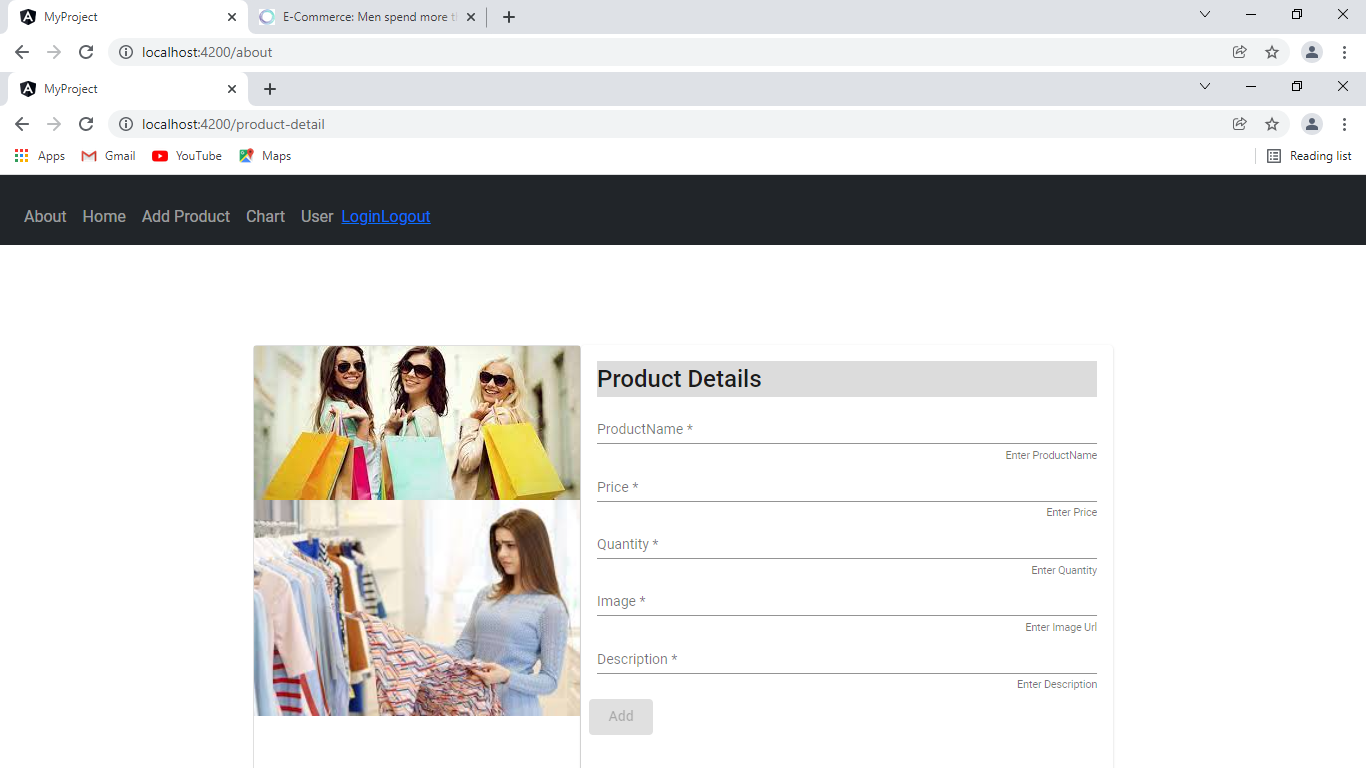 MyProject
E-Commerce: Men spend more
localhost:4200/about
MyProject
localhost:4200/product-detail
Apps Gmail YouTube Maps Reading list
About Home Add Product Chart User LoginLogout
Product Details
ProductName *
Enter ProductName
Price *
Enter Price
Quantity *
Enter Quantity
Image *
Enter Image Url
Description *
Enter Description
Add